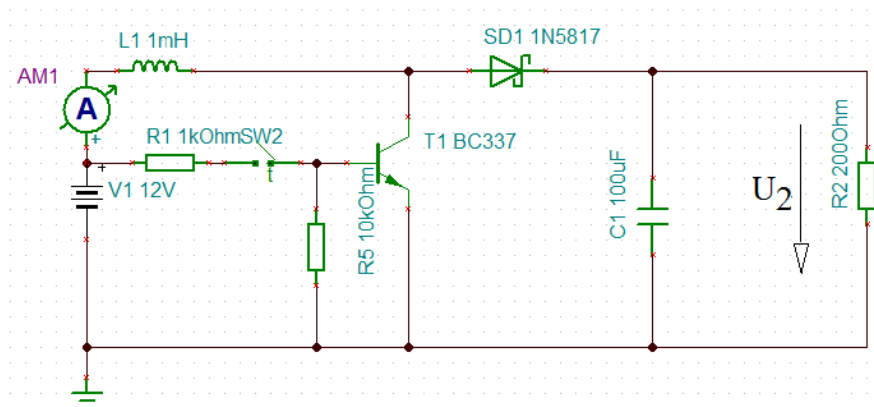 SD1 1N5817
L1 1mH
AM1
A
+
R1 1kOhmSW2
T1 BC337
+
t
V1 12V
R5 10kOhm
C1 100uF
U2
R2 200Ohm